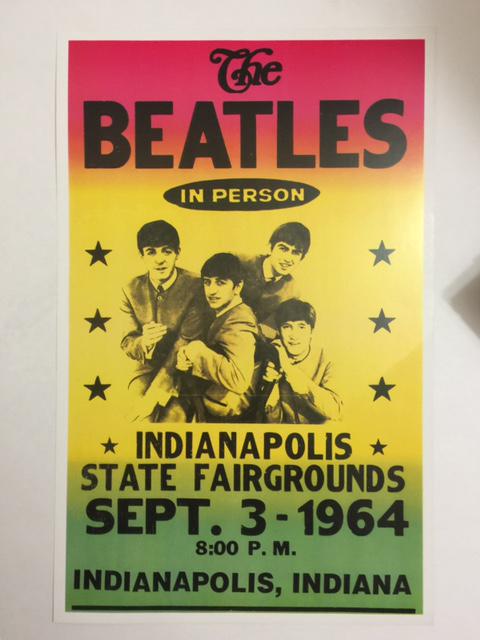 The
BEATLES
IN PERSON
INDIANAPOLIS
STATE FAIRGROUNDS
SEPT. 3-1964
8:00 P. M.
INDIANAPOLIS, INDIANA